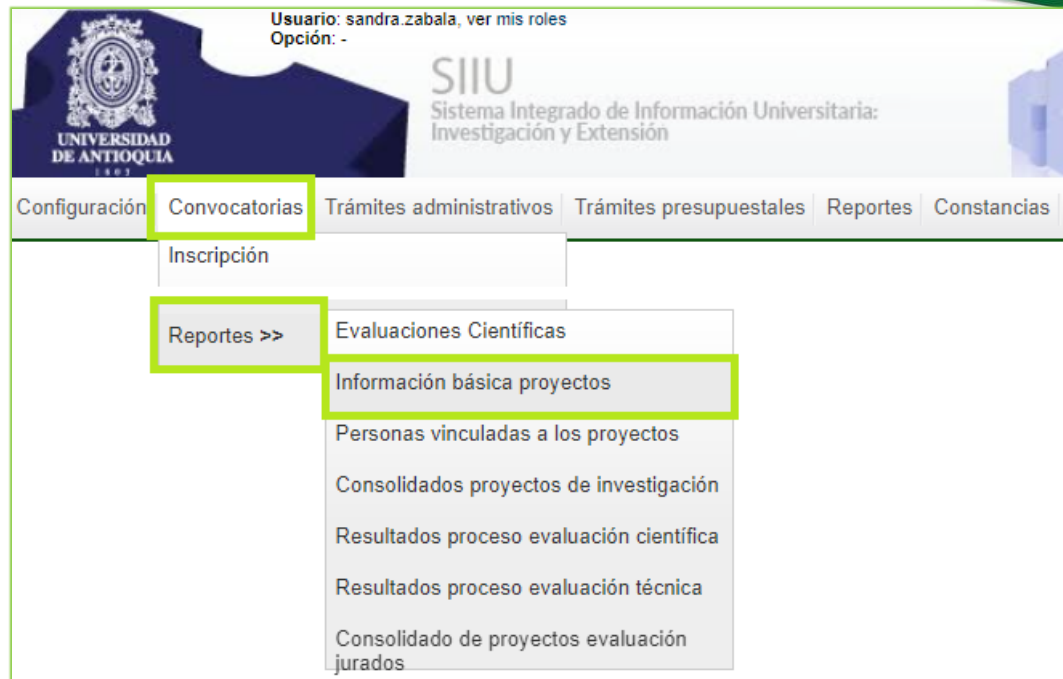 Usuario: sandra.zabala, ver mis roles
Opción: -
SIIU
Sistema Integrado de Información Universitaria:
Investigación y Extensión
UNIVERSIDAD
DE ANTIOQUIA
1803
Configuración Convocatorias Trámites administrativos Trámites presupuestales Reportes Constancias
Inscripción
Reportes >>
Evaluaciones Científicas
Información básica proyectos
Personas vinculadas a los proyectos
Consolidados proyectos de investigación
Resultados proceso evaluación científica
Resultados proceso evaluación técnica
Consolidado de proyectos evaluación
jurados